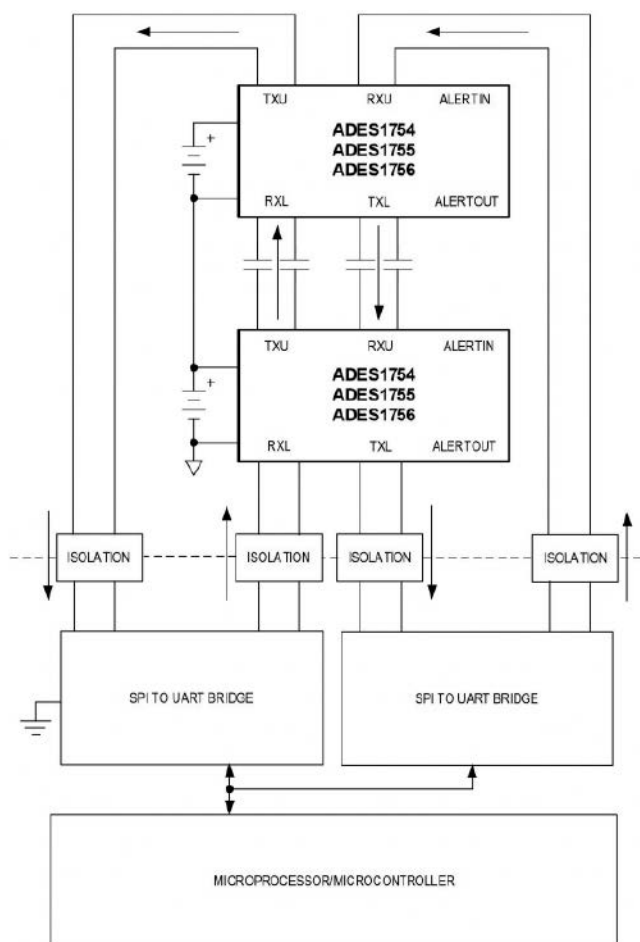 TXU RXU ALERTIN
ADES1754
ADES1755
ADES1756
RXL TXL ALERTOUT
+
TXU RXU ALERTIN
ADES1754
ADES1755
ADES1756
RXL TXL ALERTOUT
+
ISOLATION ISOLATION ISOLATION ISOLATION
SPI TO UART BRIDGE SPI TO UART BRIDGE
MICROPROCESSOR/MICROCONTROLLER